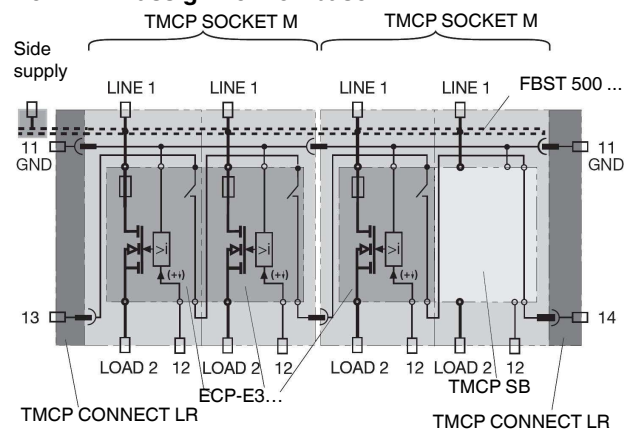 TMCP SOCKET M TMCP SOCKET M
Side
supply
LINE 1 LINE 1 LINE 1 LINE 1
FBST 500 ...
11 11
GND GND
>i >i >i
(+↓) (+↓) (+↓)
13 14
LOAD 2 12 LOAD 2 12 LOAD 2 12 LOAD 2 12
ECP-E3... TMCP SB
TMCP CONNECT LR TMCP CONNECT LR